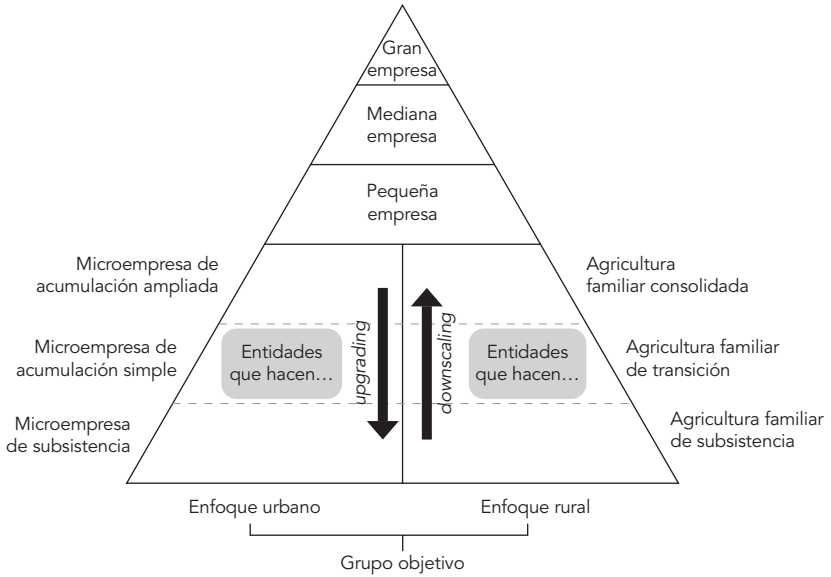 Gran
empresa
Mediana
empresa
Pequeña
empresa
Microempresa de
acumulación ampliada
Agricultura
familiar consolidada
Microempresa de
acumulación simple
Entidades
que hacen…
upgrading
downscaling
Entidades
que hacen…
Agricultura familiar
de transición
Microempresa
de subsistencia
Agricultura familiar
de subsistencia
Enfoque urbano
Enfoque rural
Grupo objetivo